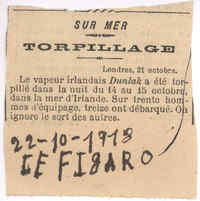 SUR MER
TORPILLAGE
Londres, 21 octobre.
Le vapeur irlandais Dundalk a été tor-
pillé dans la nuit du 14 au 15 octobre,
dans la mer d'Irlande. Sur trente hom-
mes d'équipage, treize ont débarqué. On
ignore le sort des autres.
22-10-1918
LE FIGARO